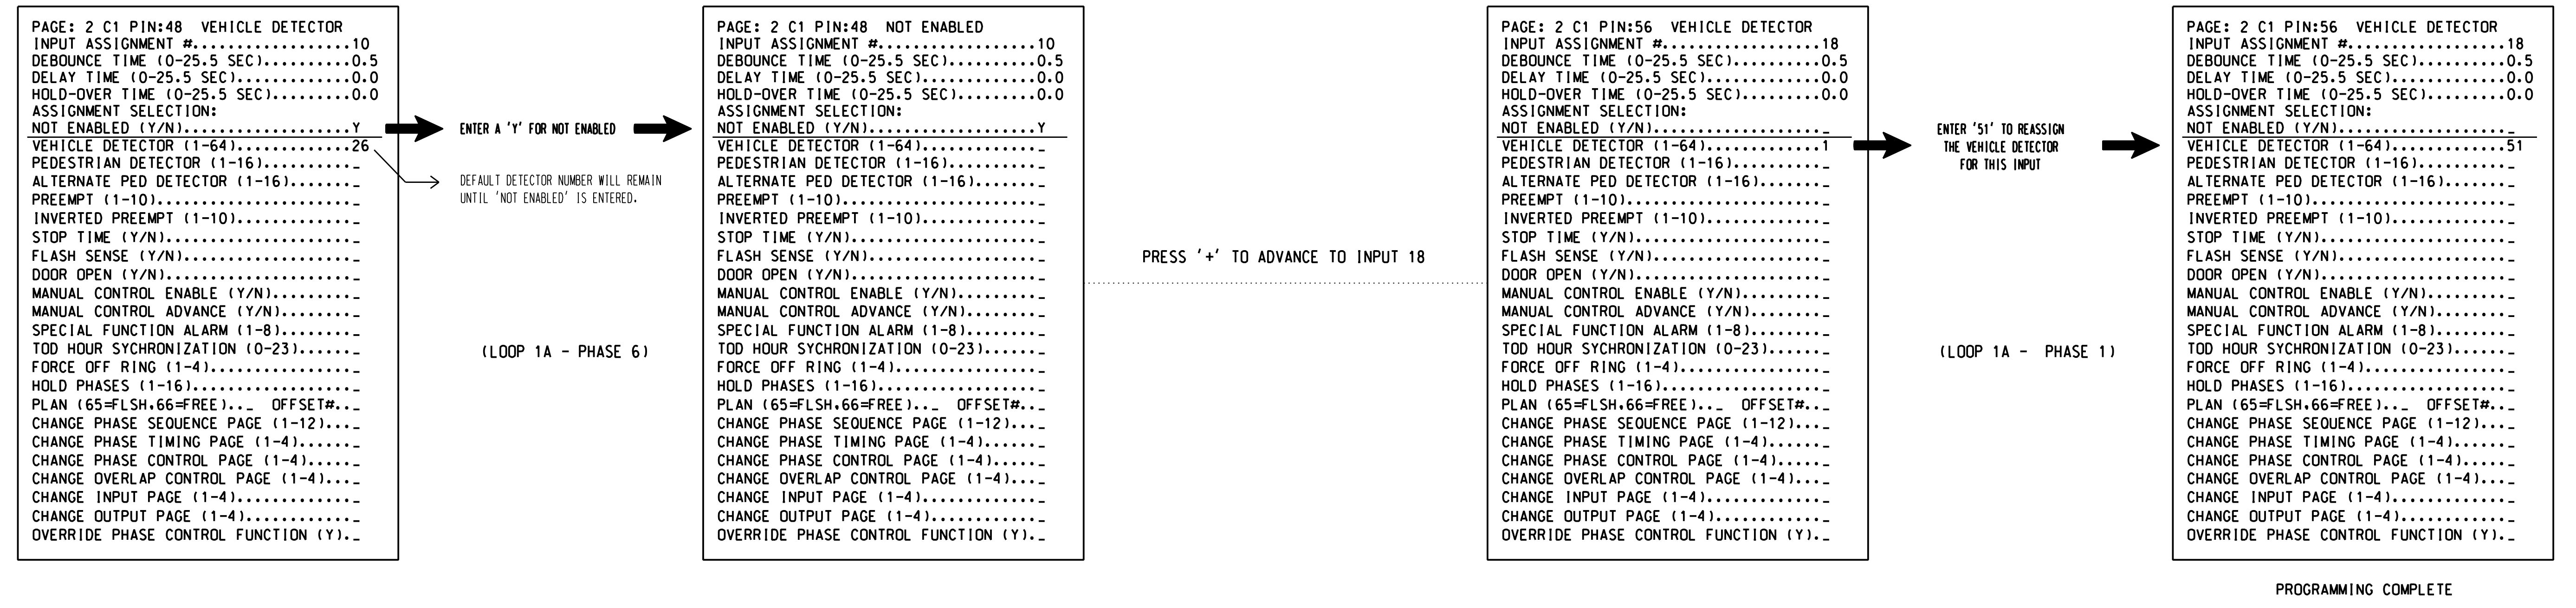 PAGE: 2 C1 PIN:48 VEHICLE DETECTOR
INPUT ASSIGNMENT #..................10
DEBOUNCE TIME (0-25.5 SEC)..........0.5
DELAY TIME (0-25.5 SEC).............0.0
HOLD-OVER TIME (0-25.5 SEC).........0.0
ASSIGNMENT SELECTION:
NOT ENABLED (Y/N)...................Y
VEHICLE DETECTOR (1-64).............26
PEDESTRIAN DETECTOR (1-16).........._
ALTERNATE PED DETECTOR (1-16)......._
PREEMPT (1-10)......................_
INVERTED PREEMPT (1-10)............._
STOP TIME (Y/N)....................._
FLASH SENSE (Y/N)..................._
DOOR OPEN (Y/N)....................._
MANUAL CONTROL ENABLE (Y/N)........._
MANUAL CONTROL ADVANCE (Y/N)........_
SPECIAL FUNCTION ALARM (1-8)........_
TOD HOUR SYCHRONIZATION (0-23)......_
FORCE OFF RING (1-4)................_
HOLD PHASES (1-16).................._
PLAN (65=FLSH,66=FREE).._ OFFSET#.._
CHANGE PHASE SEQUENCE PAGE (1-12)..._
CHANGE PHASE TIMING PAGE (1-4)......_
CHANGE PHASE CONTROL PAGE (1-4)....._
CHANGE OVERLAP CONTROL PAGE (1-4)..._
CHANGE INPUT PAGE (1-4)............._
CHANGE OUTPUT PAGE (1-4)............_
OVERRIDE PHASE CONTROL FUNCTION (Y)._
ENTER A 'Y' FOR NOT ENABLED
DEFAULT DETECTOR NUMBER WILL REMAIN
UNTIL 'NOT ENABLED' IS ENTERED.
(LOOP 1A - PHASE 6)
PAGE: 2 C1 PIN:48 NOT ENABLED
INPUT ASSIGNMENT #..................10
DEBOUNCE TIME (0-25.5 SEC)..........0.5
DELAY TIME (0-25.5 SEC).............0.0
HOLD-OVER TIME (0-25.5 SEC).........0.0
ASSIGNMENT SELECTION:
NOT ENABLED (Y/N)...................Y
VEHICLE DETECTOR (1-64)............._
PEDESTRIAN DETECTOR (1-16).........._
ALTERNATE PED DETECTOR (1-16)......._
PREEMPT (1-10)......................_
INVERTED PREEMPT (1-10)............._
STOP TIME (Y/N)....................._
FLASH SENSE (Y/N)..................._
DOOR OPEN (Y/N)....................._
MANUAL CONTROL ENABLE (Y/N)........._
MANUAL CONTROL ADVANCE (Y/N)........_
SPECIAL FUNCTION ALARM (1-8)........_
TOD HOUR SYCHRONIZATION (0-23)......_
FORCE OFF RING (1-4)................_
HOLD PHASES (1-16).................._
PLAN (65=FLSH,66=FREE).._ OFFSET#.._
CHANGE PHASE SEQUENCE PAGE (1-12)..._
CHANGE PHASE TIMING PAGE (1-4)......_
CHANGE PHASE CONTROL PAGE (1-4)....._
CHANGE OVERLAP CONTROL PAGE (1-4)..._
CHANGE INPUT PAGE (1-4)............._
CHANGE OUTPUT PAGE (1-4)............_
OVERRIDE PHASE CONTROL FUNCTION (Y)._
PRESS '+' TO ADVANCE TO INPUT 18
PAGE: 2 C1 PIN:56 VEHICLE DETECTOR
INPUT ASSIGNMENT #..................18
DEBOUNCE TIME (0-25.5 SEC)..........0.5
DELAY TIME (0-25.5 SEC).............0.0
HOLD-OVER TIME (0-25.5 SEC).........0.0
ASSIGNMENT SELECTION:
NOT ENABLED (Y/N)..................._
VEHICLE DETECTOR (1-64).............1
PEDESTRIAN DETECTOR (1-16).........._
ALTERNATE PED DETECTOR (1-16)......._
PREEMPT (1-10)......................_
INVERTED PREEMPT (1-10)............._
STOP TIME (Y/N)....................._
FLASH SENSE (Y/N)..................._
DOOR OPEN (Y/N)....................._
MANUAL CONTROL ENABLE (Y/N)........._
MANUAL CONTROL ADVANCE (Y/N)........_
SPECIAL FUNCTION ALARM (1-8)........_
TOD HOUR SYCHRONIZATION (0-23)......_
FORCE OFF RING (1-4)................_
HOLD PHASES (1-16).................._
PLAN (65=FLSH,66=FREE).._ OFFSET#.._
CHANGE PHASE SEQUENCE PAGE (1-12)..._
CHANGE PHASE TIMING PAGE (1-4)......_
CHANGE PHASE CONTROL PAGE (1-4)....._
CHANGE OVERLAP CONTROL PAGE (1-4)..._
CHANGE INPUT PAGE (1-4)............._
CHANGE OUTPUT PAGE (1-4)............_
OVERRIDE PHASE CONTROL FUNCTION (Y)._
ENTER '51' TO REASSIGN
THE VEHICLE DETECTOR
FOR THIS INPUT
(LOOP 1A - PHASE 1)
PAGE: 2 C1 PIN:56 VEHICLE DETECTOR
INPUT ASSIGNMENT #..................18
DEBOUNCE TIME (0-25.5 SEC)..........0.5
DELAY TIME (0-25.5 SEC).............0.0
HOLD-OVER TIME (0-25.5 SEC).........0.0
ASSIGNMENT SELECTION:
NOT ENABLED (Y/N)..................._
VEHICLE DETECTOR (1-64).............51
PEDESTRIAN DETECTOR (1-16).........._
ALTERNATE PED DETECTOR (1-16)......._
PREEMPT (1-10)......................_
INVERTED PREEMPT (1-10)............._
STOP TIME (Y/N)....................._
FLASH SENSE (Y/N)..................._
DOOR OPEN (Y/N)....................._
MANUAL CONTROL ENABLE (Y/N)........._
MANUAL CONTROL ADVANCE (Y/N)........_
SPECIAL FUNCTION ALARM (1-8)........_
TOD HOUR SYCHRONIZATION (0-23)......_
FORCE OFF RING (1-4)................_
HOLD PHASES (1-16).................._
PLAN (65=FLSH,66=FREE).._ OFFSET#.._
CHANGE PHASE SEQUENCE PAGE (1-12)..._
CHANGE PHASE TIMING PAGE (1-4)......_
CHANGE PHASE CONTROL PAGE (1-4)....._
CHANGE OVERLAP CONTROL PAGE (1-4)..._
CHANGE INPUT PAGE (1-4)............._
CHANGE OUTPUT PAGE (1-4)............_
OVERRIDE PHASE CONTROL FUNCTION (Y)._
PROGRAMMING COMPLETE